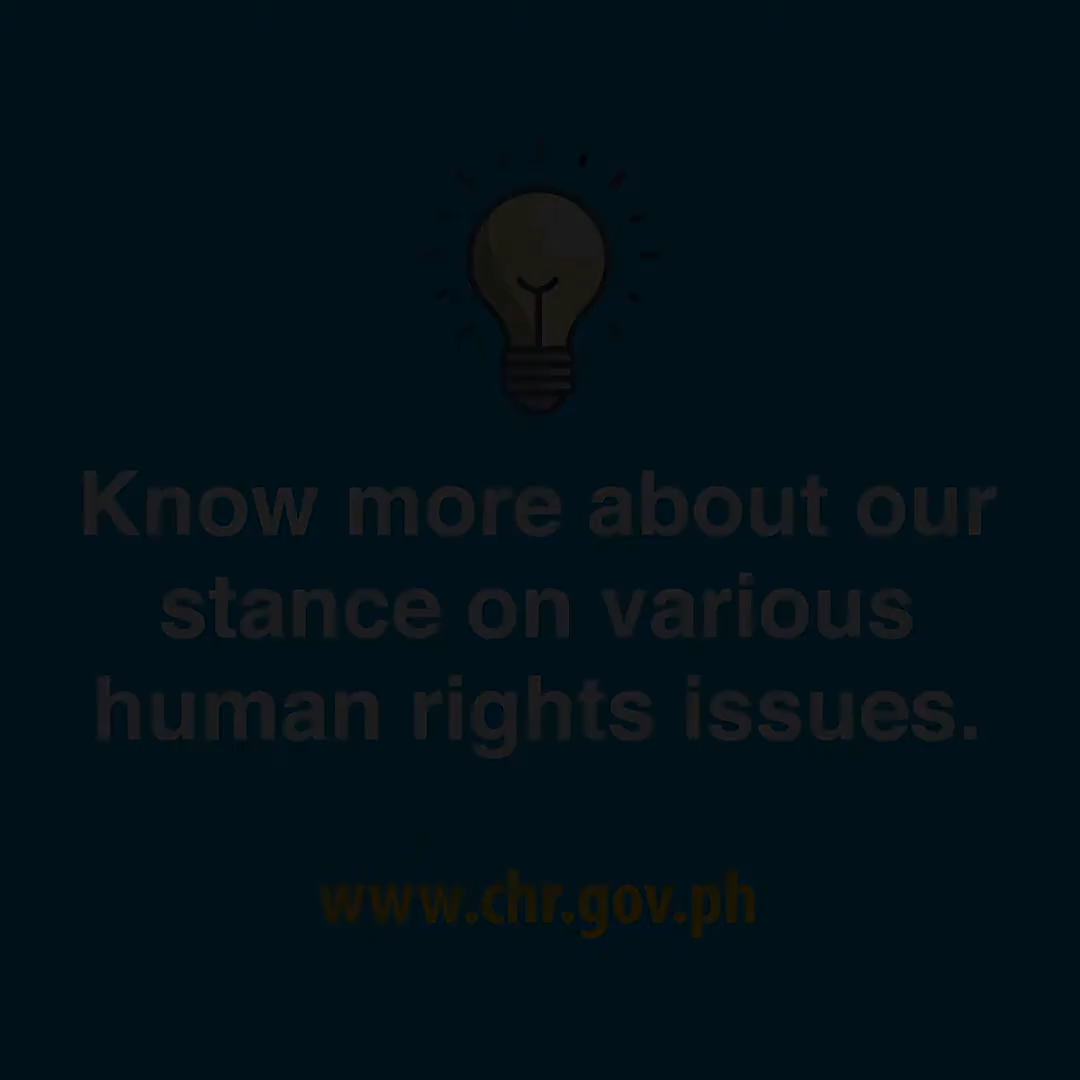 Know more about our
stance on various
human rights issues.
www.chr.gov.ph